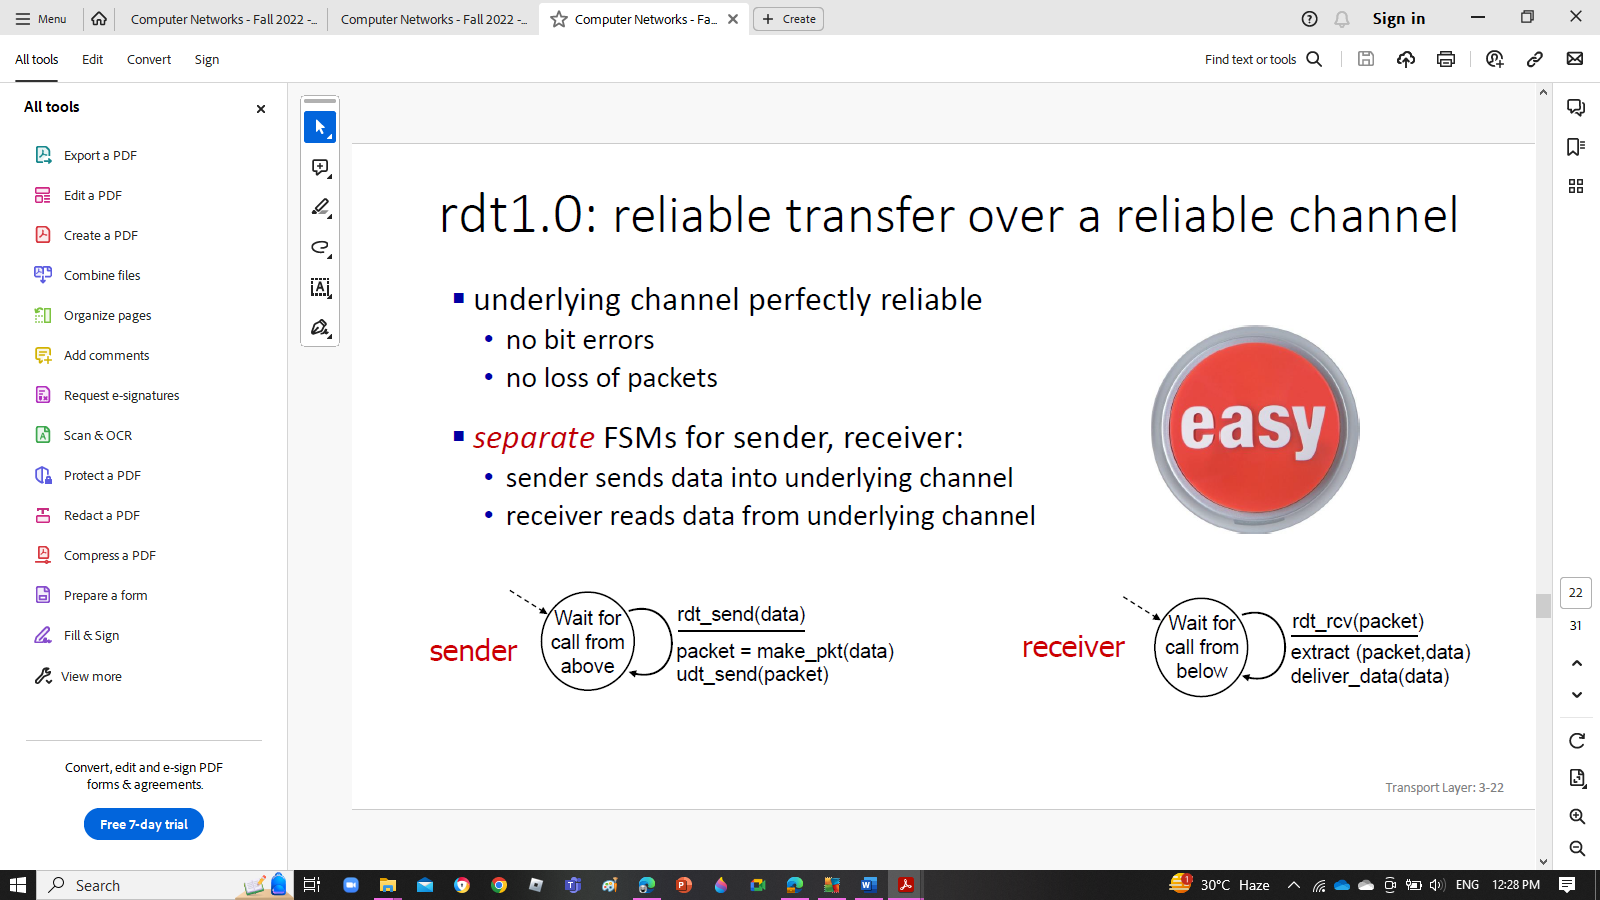 Menu
Computer Networks - Fall 2022 -...
Computer Networks - Fall 2022 -...
Computer Networks - Fa...
Create
Sign in
All tools
Edit
Convert
Sign
Find text or tools
All tools
Export a PDF
Edit a PDF
Create a PDF
Combine files
Organize pages
Add comments
Request e-signatures
Scan & OCR
Protect a PDF
Redact a PDF
Compress a PDF
Prepare a form
Fill & Sign
View more
Convert, edit and e-sign PDF
forms & agreements.
Free 7-day trial
rdt1.0: reliable transfer over a reliable channel
underlying channel perfectly reliable
no bit errors
no loss of packets
separate FSMs for sender, receiver:
sender sends data into underlying channel
receiver reads data from underlying channel
easy
sender
Wait for
call from
above
rdt_send(data)
packet = make_pkt(data)
udt_send(packet)
receiver
Wait for
call from
below
rdt_rcv(packet)
extract (packet,data)
deliver_data(data)
Transport Layer: 3-22
22
31
Search
1
30°C Haze
ENG
12:28 PM